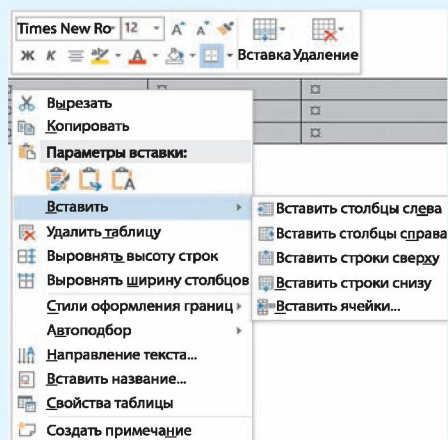 Times New Ro 12 A A
Ж К ab A Вставка Удаление
Вырезать
Копировать
Параметры вставки:
A
Вставить
Удалить таблицу
Выровнять высоту строк
Выровнять ширину столбцов
Стили оформления границ
Автоподбор
Направление текста...
Вставить название...
Свойства таблицы
Создать примечание
Вставить столбцы слева
Вставить столбцы справа
Вставить строки сверху
Вставить строки снизу
Вставить ячейки...